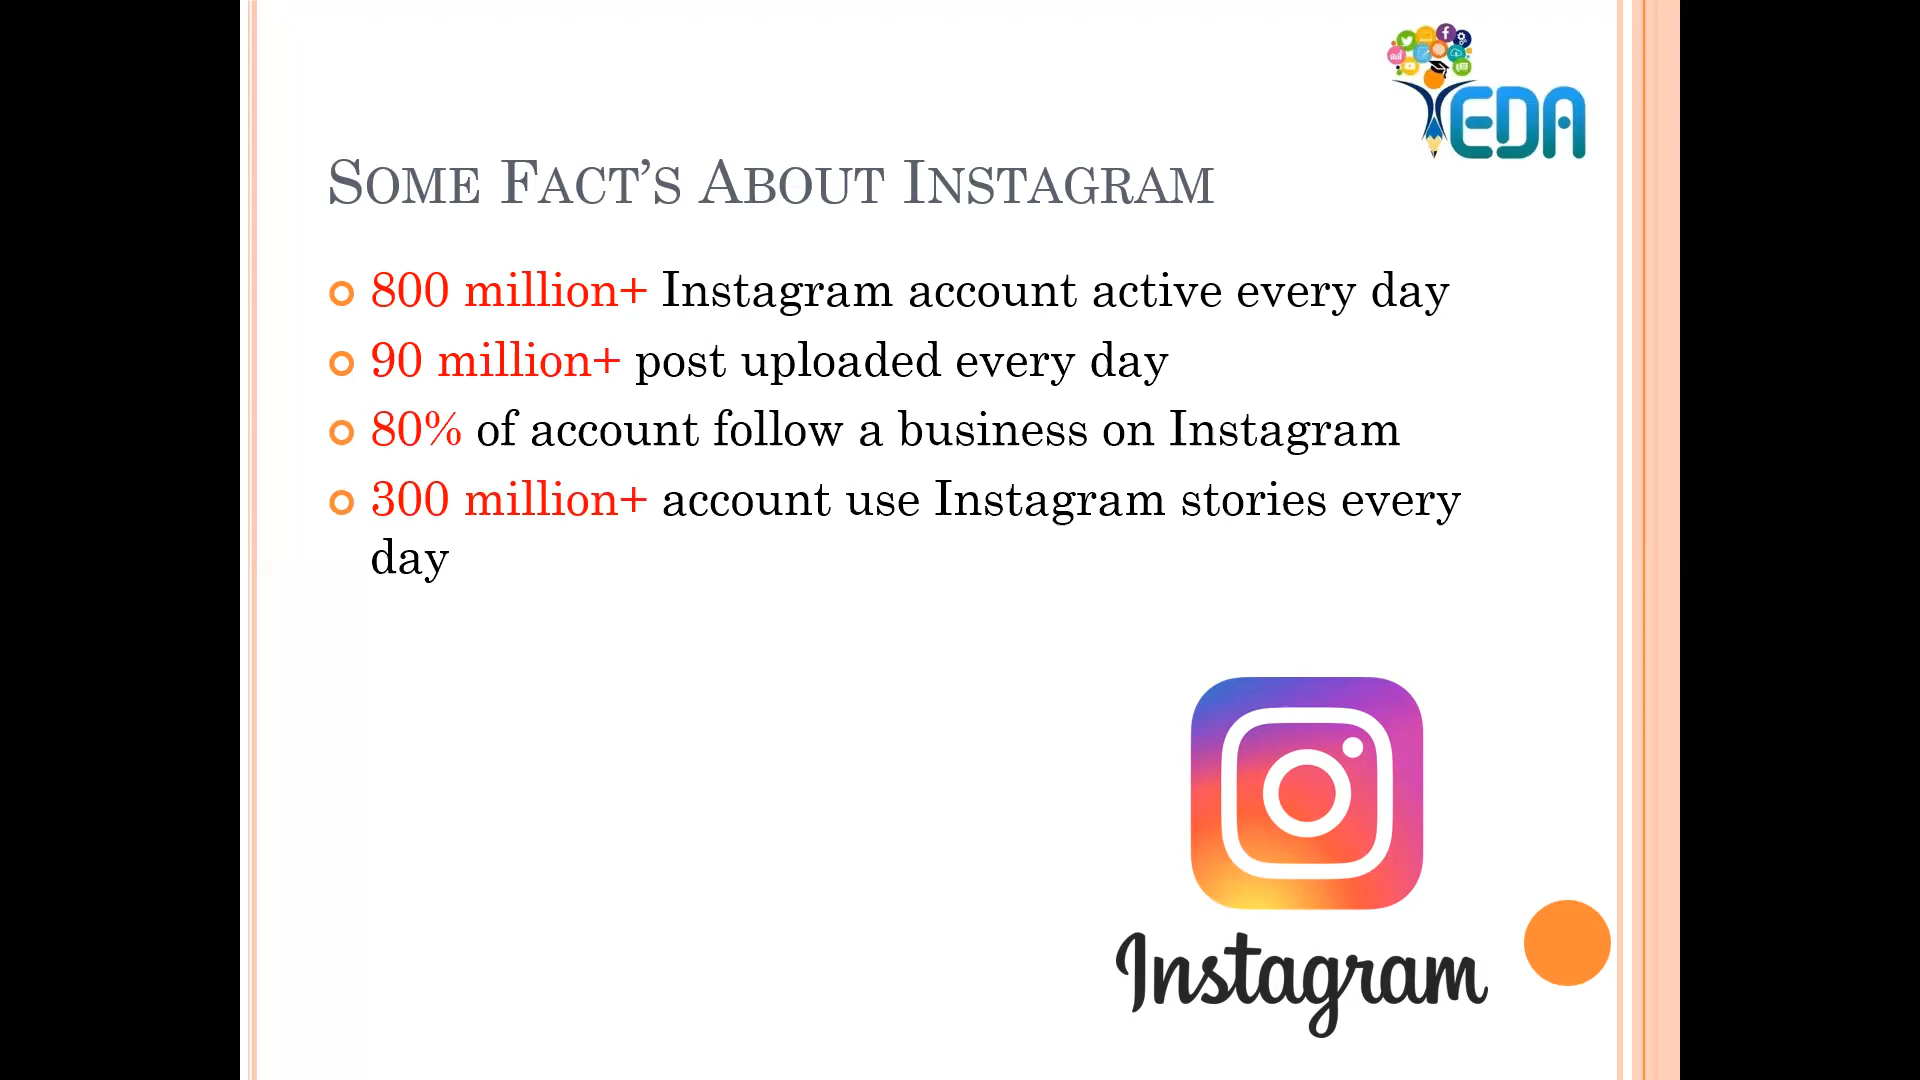 EDA
SOME FACT’S ABOUT INSTAGRAM
800 million+ Instagram account active every day
90 million+ post uploaded every day
80% of account follow a business on Instagram
300 million+ account use Instagram stories every
day
Instagram